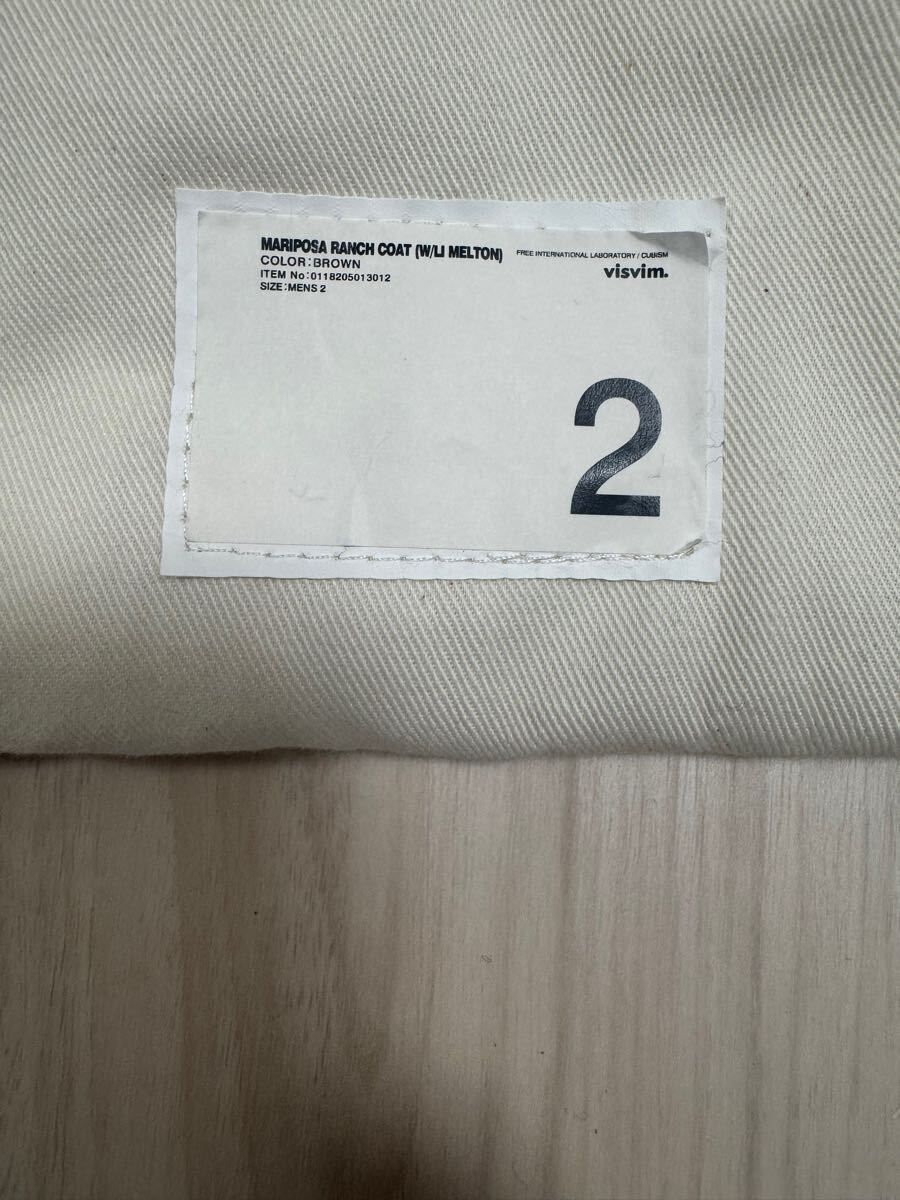 MARIPOSA RANCH COAT (W/LI MELTON)
COLOR:BROWN
ITEM No:0118205013012
SIZE:MENS 2
FREE INTERNATIONAL LABORATORY / CUBISM
visvim.
2